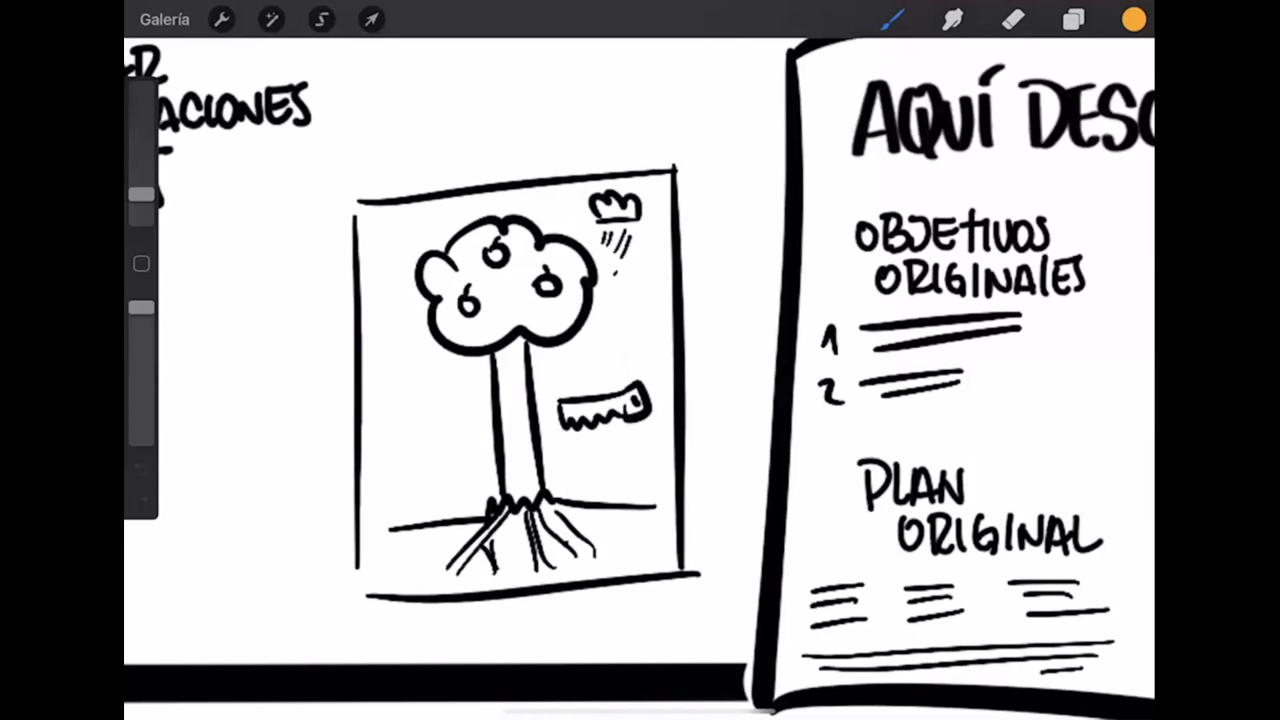 Galería
ACIONES
AQUÍ DESC
OBJETIVOS
ORIGINALES
1
2
PLAN
ORIGINAL